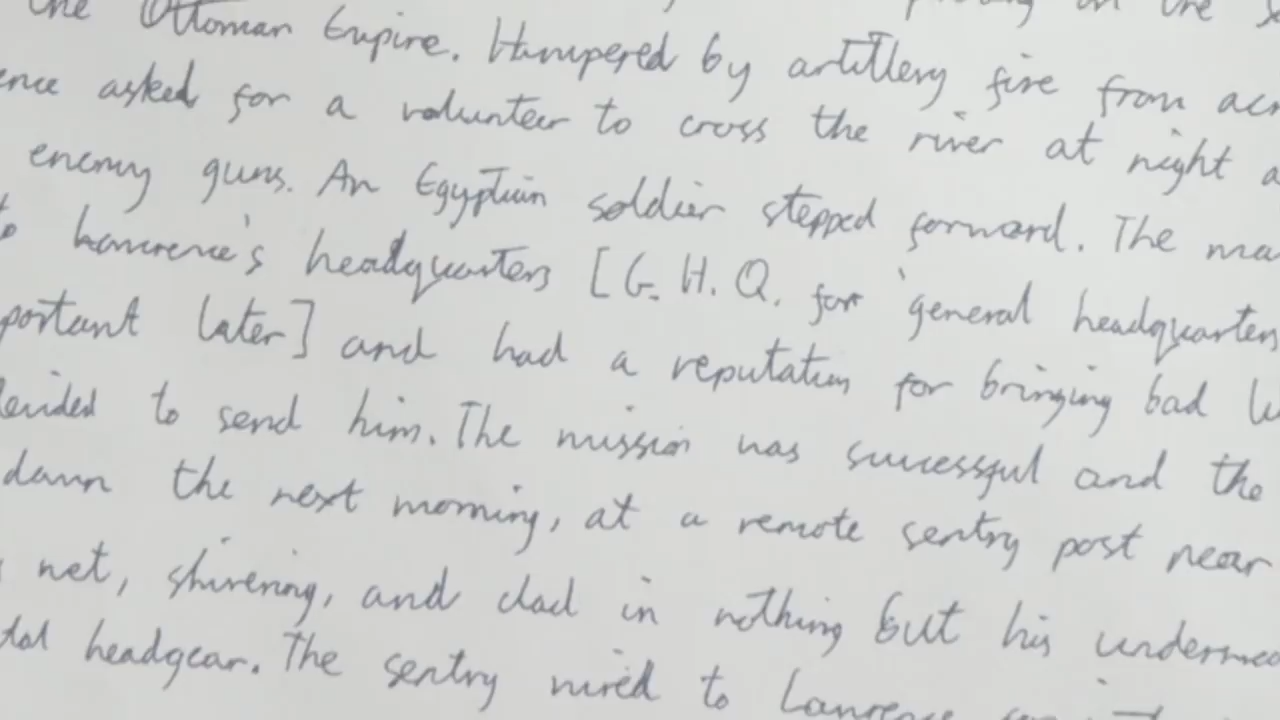 the Ottoman Empire. Hampered by artillery fire from
asked for a volunteer to cross the river at night
enemy guns. An Egyptian soldier stepped forward. The
to Lawrence's headquarters [G.H.Q. for 'general headquarters
later] and had a reputation for bringing bad
to send him. The mission was successful and the
dawn the next morning, at a remote sentry post near
wet, shivering, and clad in nothing but his
headgear. The sentry wired to Lawrence